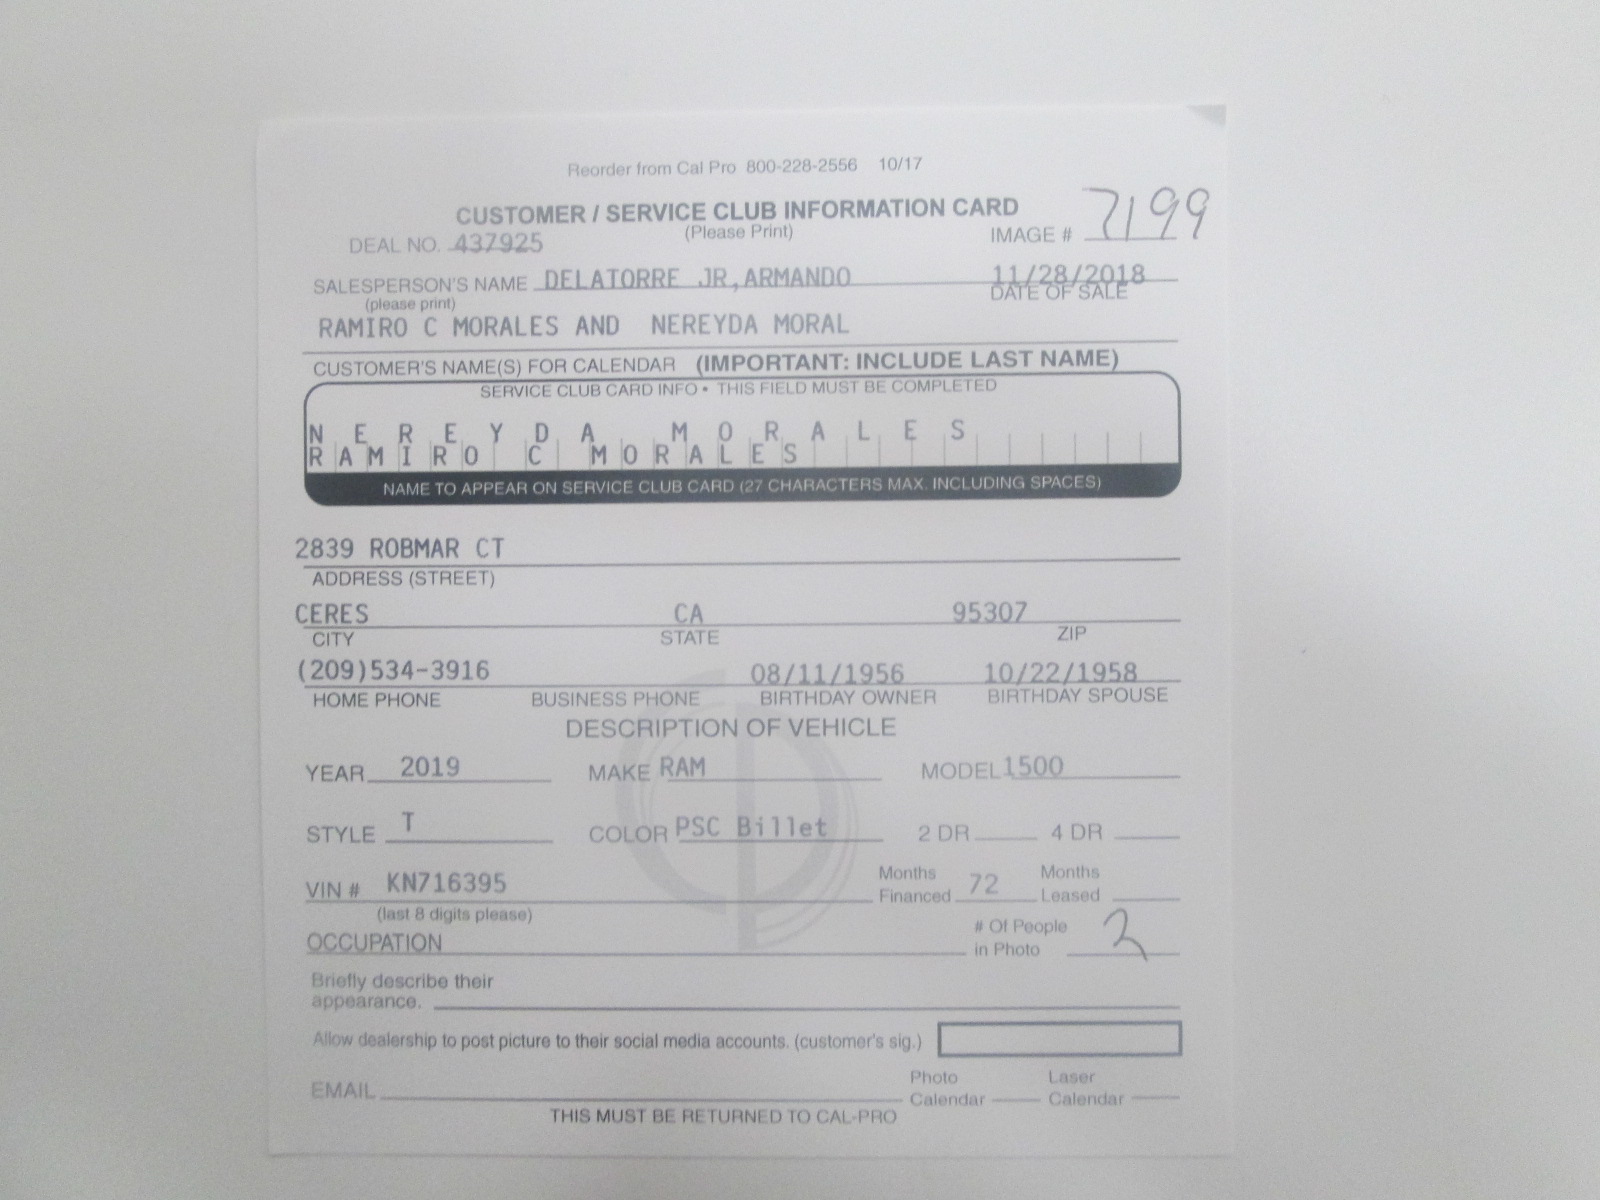 Reorder from Cal Pro 800-228-2556 10/17
CUSTOMER / SERVICE CLUB INFORMATION CARD
(Please Print)
DEAL NO. 437925
IMAGE # 7199
SALESPERSON'S NAME DELATORRE JR,ARMANDO 11/28/2018
(please print) DATE OF SALE
RAMIRO C MORALES AND NEREYDA MORAL
CUSTOMER'S NAME(S) FOR CALENDAR (IMPORTANT: INCLUDE LAST NAME)
SERVICE CLUB CARD INFO • THIS FIELD MUST BE COMPLETED
NEREYDA MORALES
RAMIRO C MORALES
NAME TO APPEAR ON SERVICE CLUB CARD (27 CHARACTERS MAX. INCLUDING SPACES)
2839 ROBMAR CT
ADDRESS (STREET)
CERES CA 95307
CITY STATE ZIP
(209)534-3916 08/11/1956 10/22/1958
HOME PHONE BUSINESS PHONE BIRTHDAY OWNER BIRTHDAY SPOUSE
DESCRIPTION OF VEHICLE
YEAR 2019 MAKE RAM MODEL 1500
STYLE T COLOR PSC Billet 2 DR 4 DR
VIN # KN716395 Months Financed 72 Months Leased
(last 8 digits please)
OCCUPATION # Of People in Photo 2
Briefly describe their
appearance.
Allow dealership to post picture to their social media accounts. (customer's sig.)
EMAIL Photo Calendar Laser Calendar
THIS MUST BE RETURNED TO CAL-PRO